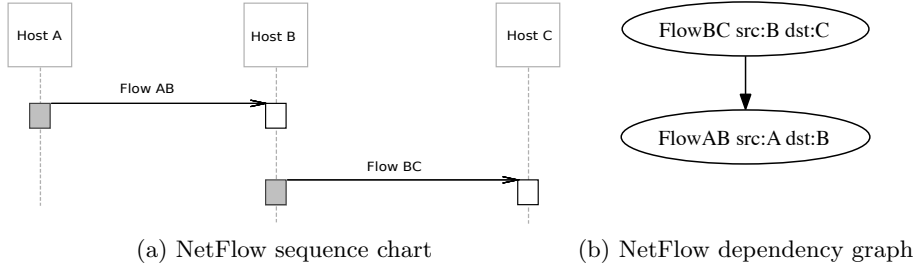 Host A
Host B
Host C
FlowBC src:B dst:C
Flow AB
FlowAB src:A dst:B
Flow BC
(a) NetFlow sequence chart
(b) NetFlow dependency graph